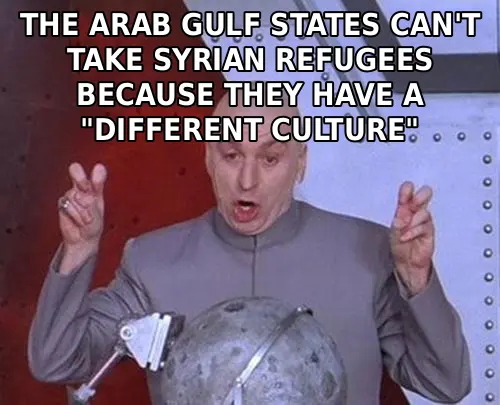 THE ARAB GULF STATES CAN'T
TAKE SYRIAN REFUGEES
BECAUSE THEY HAVE A
"DIFFERENT CULTURE"